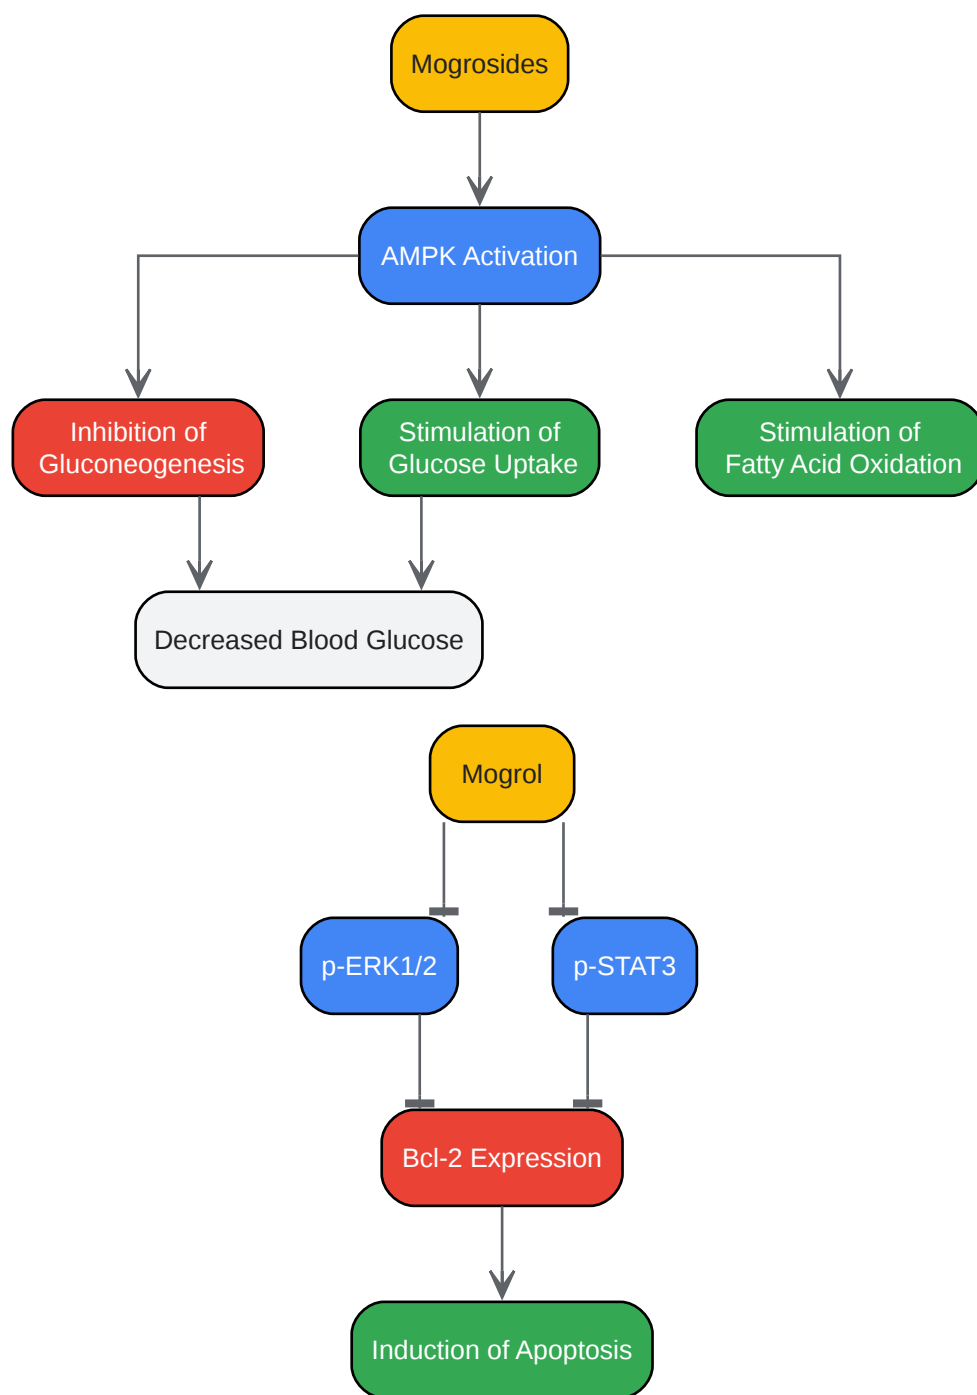 Mogrosides
AMPK Activation
Inhibition of
Gluconeogenesis
Stimulation of
Glucose Uptake
Stimulation of
Fatty Acid Oxidation
Decreased Blood Glucose
Mogrol
p-ERK1/2
p-STAT3
Bcl-2 Expression
Induction of Apoptosis